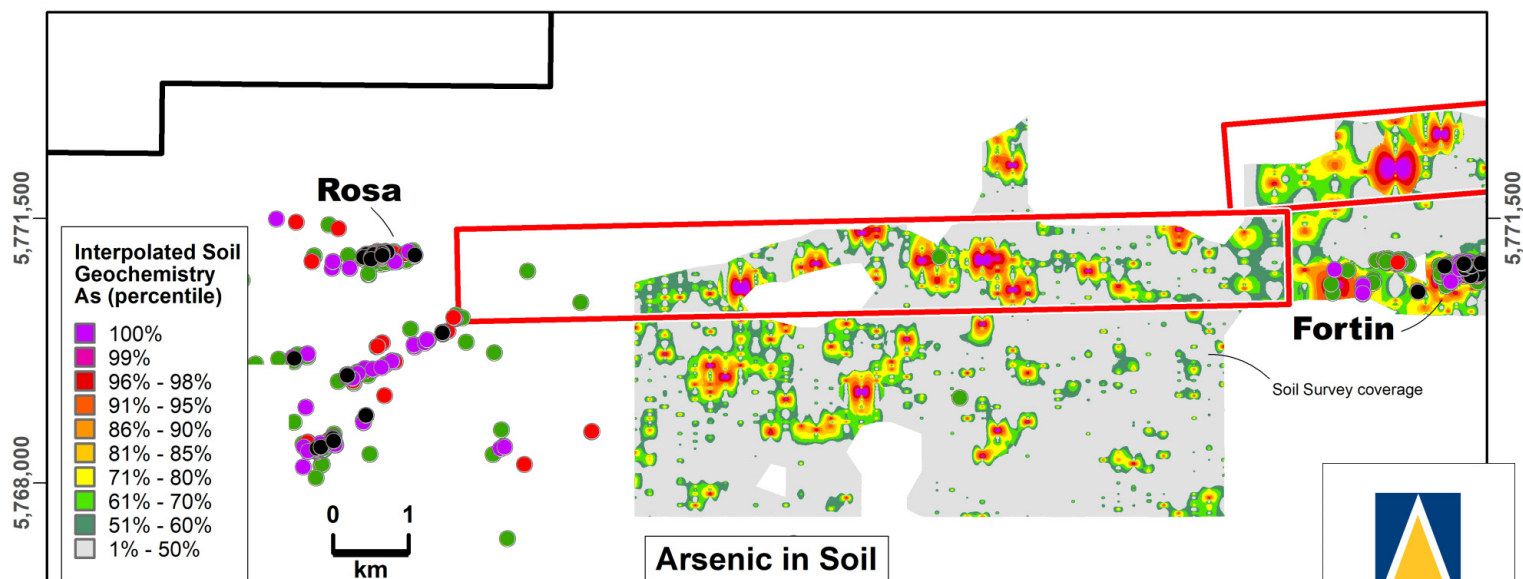 Rosa
5,771,500
5,771,500
Interpolated Soil
Geochemistry
As (percentile)
100%
99%
96% - 98%
91% - 95%
86% - 90%
81% - 85%
71% - 80%
61% - 70%
51% - 60%
1% - 50%
Fortin
Soil Survey coverage
5,768,000
0 1
km
Arsenic in Soil